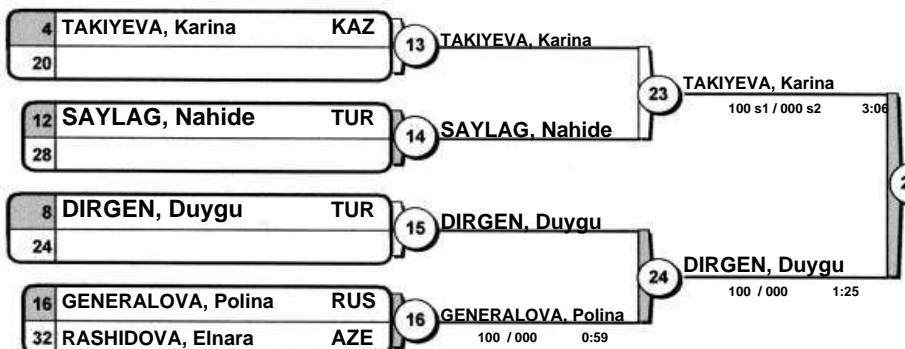 4 TAKIYEVA, Karina KAZ
20
12 SAYLAG, Nahide TUR
28
8 DIRGEN, Duygu TUR
24
16 GENERALOVA, Polina RUS
32 RASHIDOVA, Elnara AZE
13 TAKIYEVA, Karina
14 SAYLAG, Nahide
15 DIRGEN, Duygu
16 GENERALOVA, Polina
100 / 000 0:59
23 TAKIYEVA, Karina
100 s1 / 000 s2 3:06
24 DIRGEN, Duygu
100 / 000 1:25